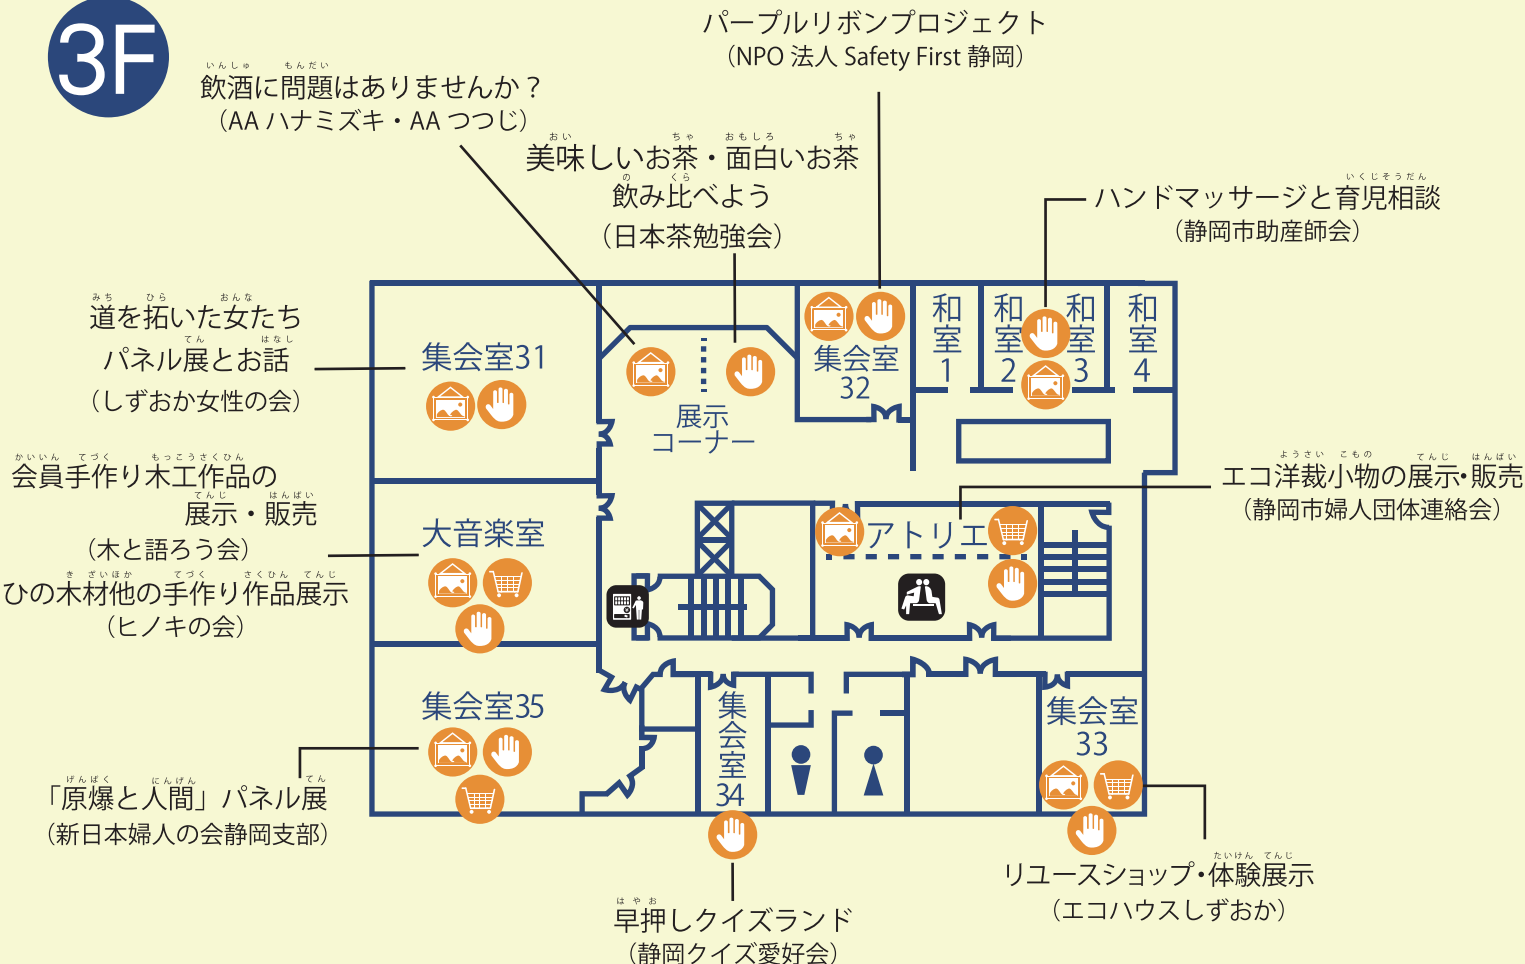 3F
パープルリボンプロジェクト
（NPO 法人 Safety First 静岡）
いんしゅ もんだい
飲酒に問題はありませんか？
（AA ハナミズキ・AA つつじ）
おい ちゃ おもしろ ちゃ
美味しいお茶・面白いお茶
の くら
飲み比べよう
（日本茶勉強会）
いくじそうだん
ハンドマッサージと育児相談
（静岡市助産師会）
みち ひら おんな
道を拓いた女たち
てん はなし
パネル展とお話
（しずおか女性の会）
かいいん てづく もっこうさくひん
会員手作り木工作品の
てんじ はんばい
展示・販売
（木と語ろう会）
き ざいほか てづく さくひん てんじ
ひの木材他の手作り作品展示
（ヒノキの会）
げんばく にんげん てん
「原爆と人間」パネル展
（新日本婦人の会静岡支部）
集会室31
大音楽室
集会室35
展示
コーナー
集会室
32
和室1
和室2
和室3
和室4
アトリエ
集会室34
集会室
33
ようさい こもの てんじ はんばい
エコ洋裁小物の展示・販売
（静岡市婦人団体連絡会）
たいけん てんじ
リユースショップ・体験展示
（エコハウスしずおか）
はやお
早押しクイズランド
（静岡クイズ愛好会）